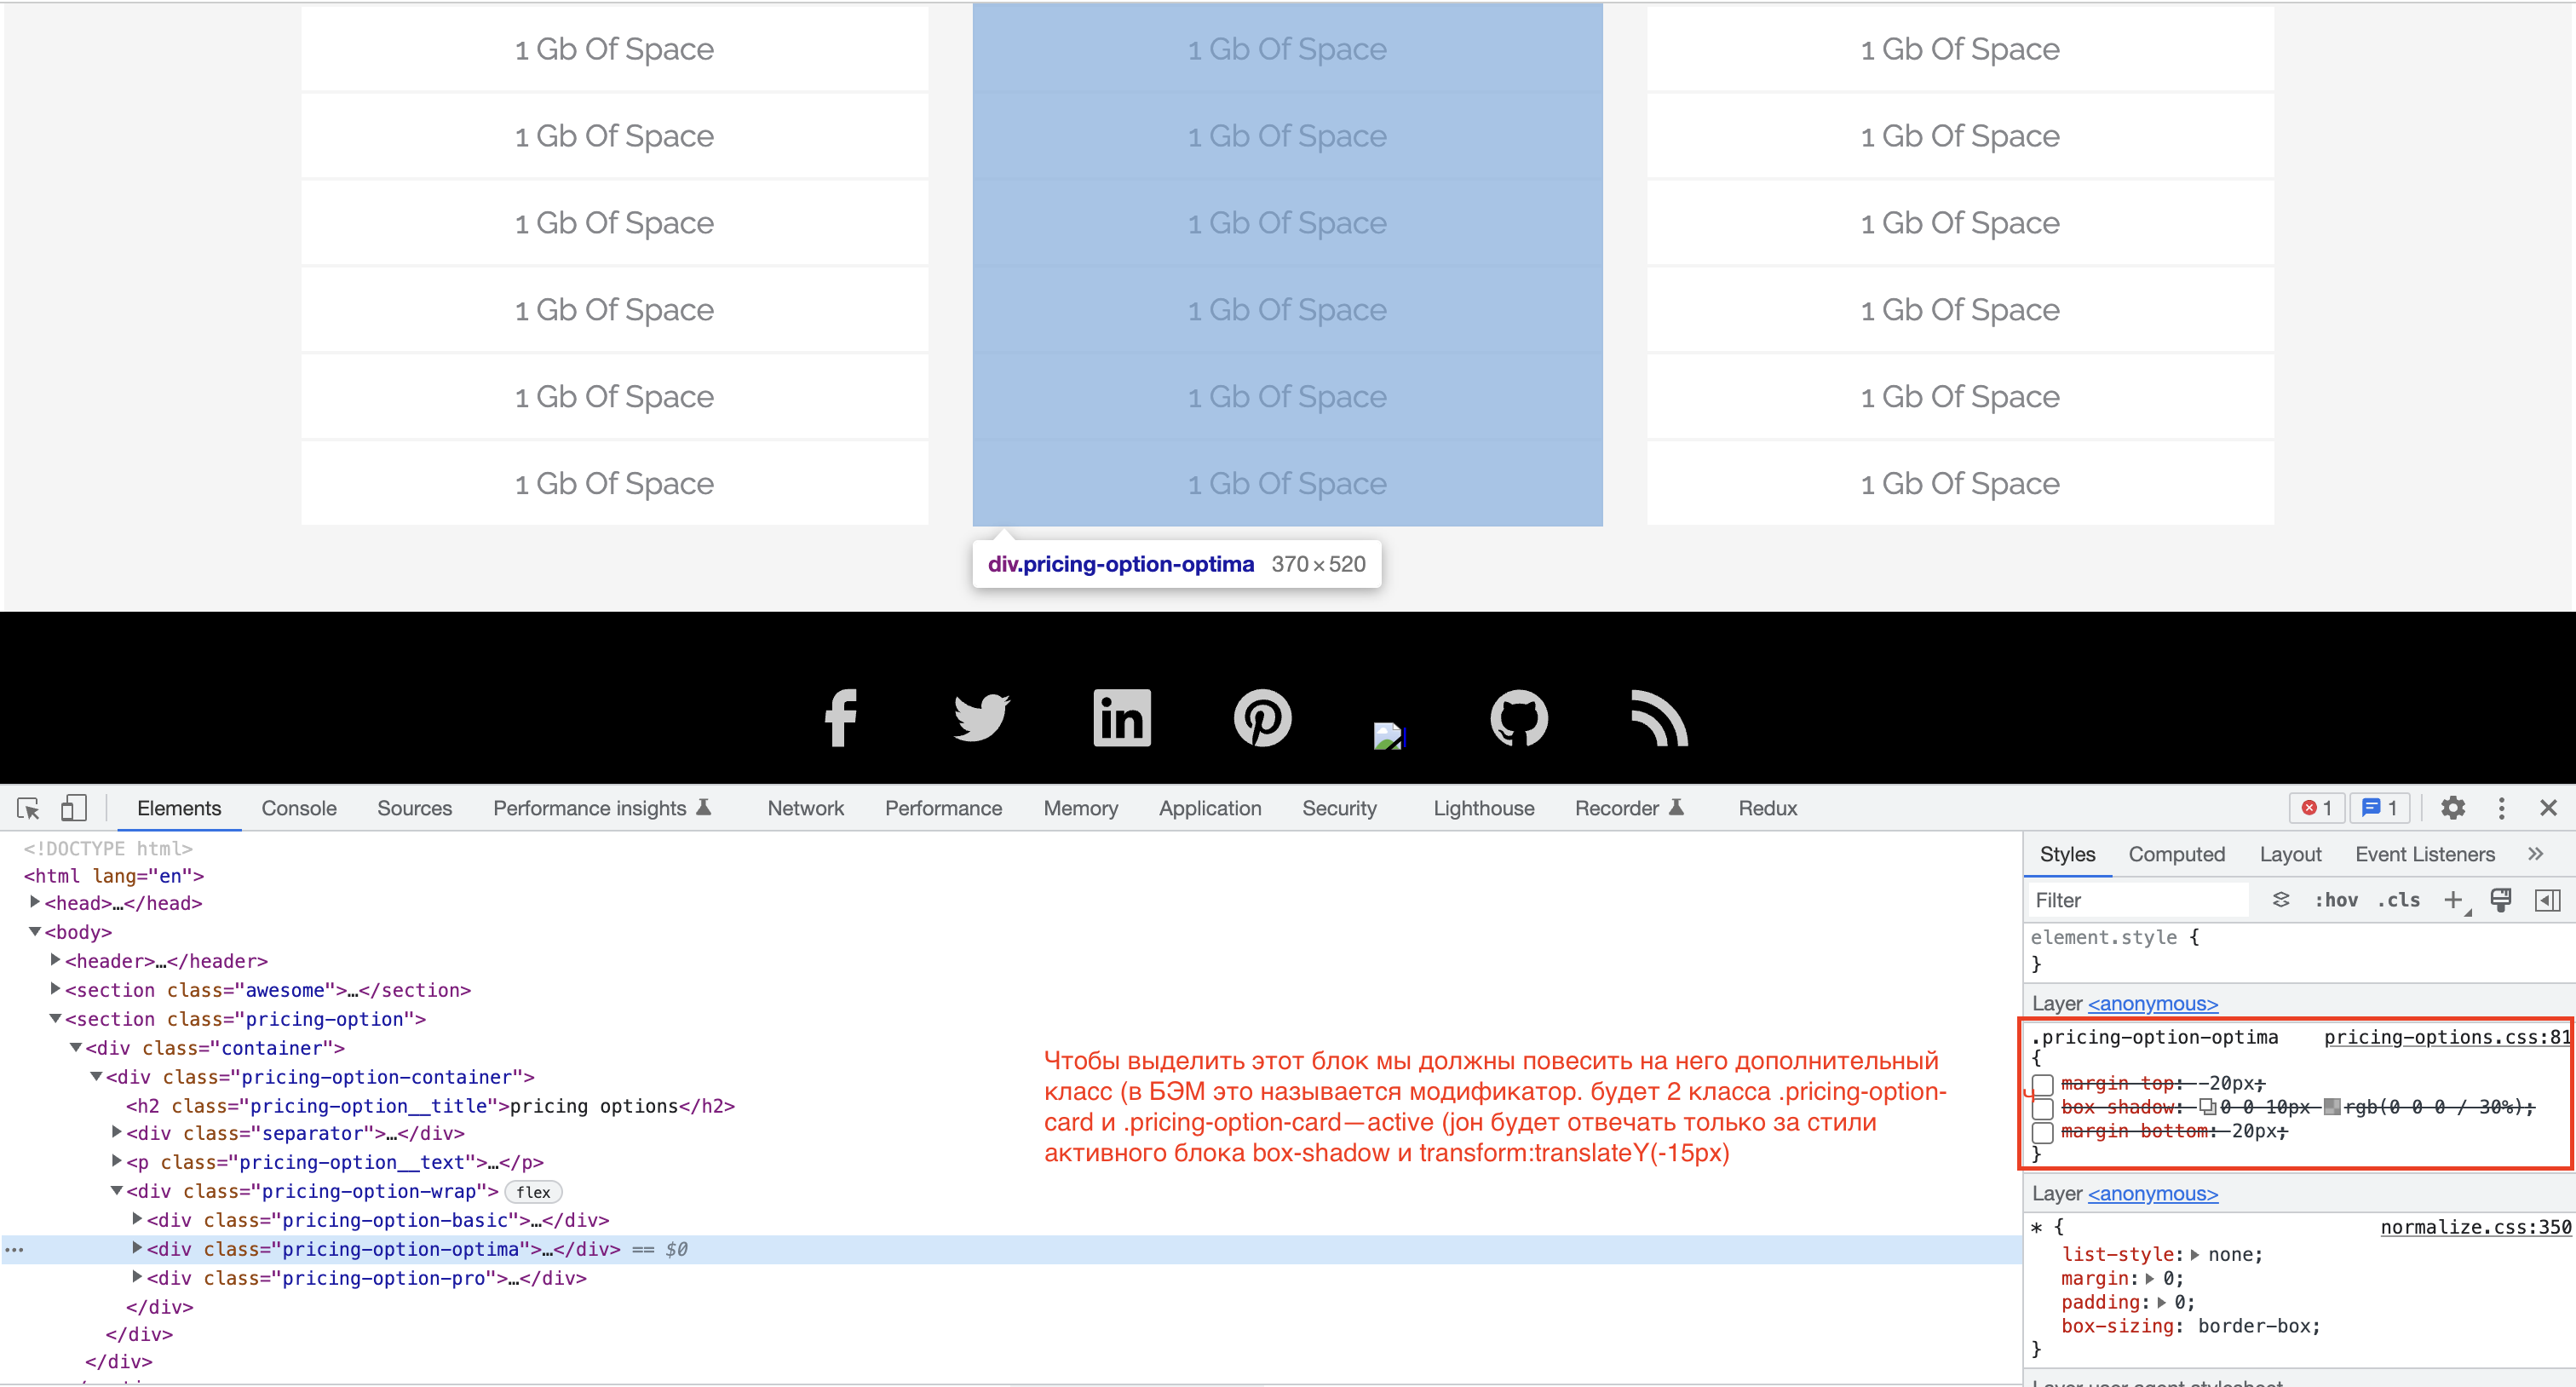 1 Gb Of Space 1 Gb Of Space 1 Gb Of Space
1 Gb Of Space 1 Gb Of Space 1 Gb Of Space
1 Gb Of Space 1 Gb Of Space 1 Gb Of Space
1 Gb Of Space 1 Gb Of Space 1 Gb Of Space
1 Gb Of Space 1 Gb Of Space 1 Gb Of Space
1 Gb Of Space 1 Gb Of Space 1 Gb Of Space
div.pricing-option-optima 370×520
Elements Console Sources Performance insights Network Performance Memory Application Security Lighthouse Recorder Redux 1 1
<!DOCTYPE html>
<html lang="en">
<head>…</head>
<body>
<header>…</header>
<section class="awesome">…</section>
<section class="pricing-option">
<div class="container">
<div class="pricing-option-container">
<h2 class="pricing-option__title">pricing options</h2>
<div class="separator">…</div>
<p class="pricing-option__text">…</p>
<div class="pricing-option-wrap"> flex
<div class="pricing-option-basic">…</div>
<div class="pricing-option-optima">…</div> == $0
<div class="pricing-option-pro">…</div>
</div>
</div>
</div>
Чтобы выделить этот блок мы должны повесить на него дополнительный
класс (в БЭМ это называется модификатор. будет 2 класса .pricing-option-
card и .pricing-option-card—active (jон будет отвечать только за стили
активного блока box-shadow и transform:translateY(-15px)
Styles Computed Layout Event Listeners »
Filter :hov .cls +
element.style {
}
Layer <anonymous>
.pricing-option-optima pricing-options.css:81
{
margin-top: -20px;
box-shadow: 0 0 10px rgb(0 0 0 / 30%);
margin-bottom: 20px;
}
Layer <anonymous>
* { normalize.css:350
list-style: none;
margin: 0;
padding: 0;
box-sizing: border-box;
}